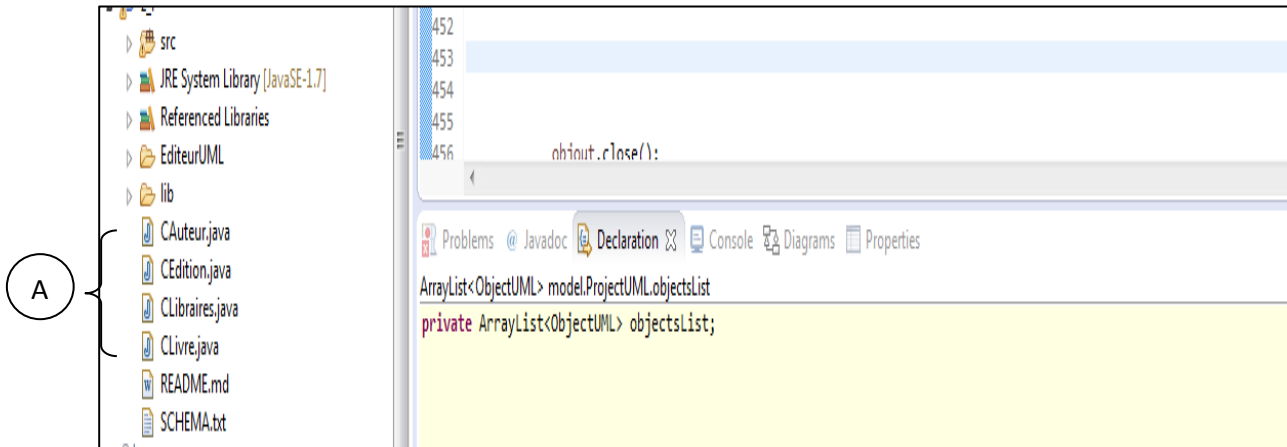 A
src
JRE System Library [JavaSE-1.7]
Referenced Libraries
EditeurUML
lib
CAuteur.java
CEdition.java
CLibraires.java
CLivre.java
README.md
SCHEMA.txt
452
453
454
455
456 objout.close();
Problems @ Javadoc Declaration Console Diagrams Properties
ArrayList<ObjectUML> model.ProjectUML.objectsList
private ArrayList<ObjectUML> objectsList;